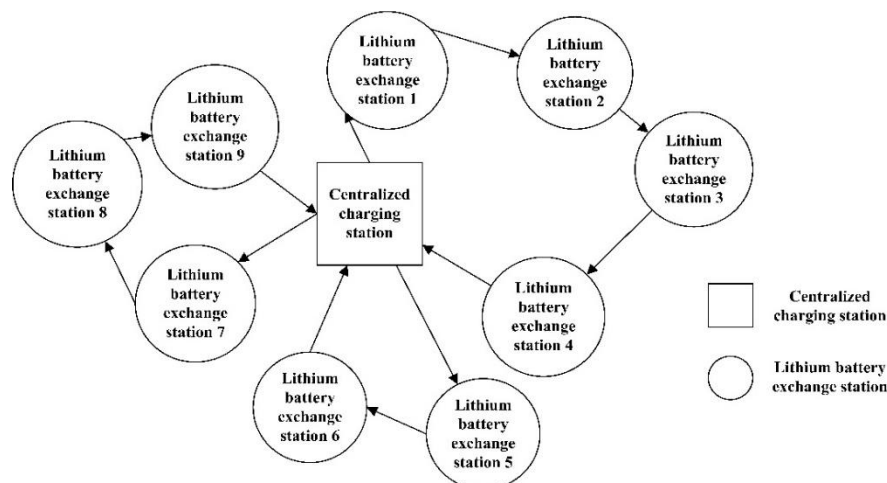 Lithium
battery
exchange
station 1
Lithium
battery
exchange
station 2
Lithium
battery
exchange
station 3
Lithium
battery
exchange
station 4
Lithium
battery
exchange
station 5
Lithium
battery
exchange
station 6
Lithium
battery
exchange
station 7
Lithium
battery
exchange
station 8
Lithium
battery
exchange
station 9
Centralized
charging
station
Centralized
charging station
Lithium battery
exchange station